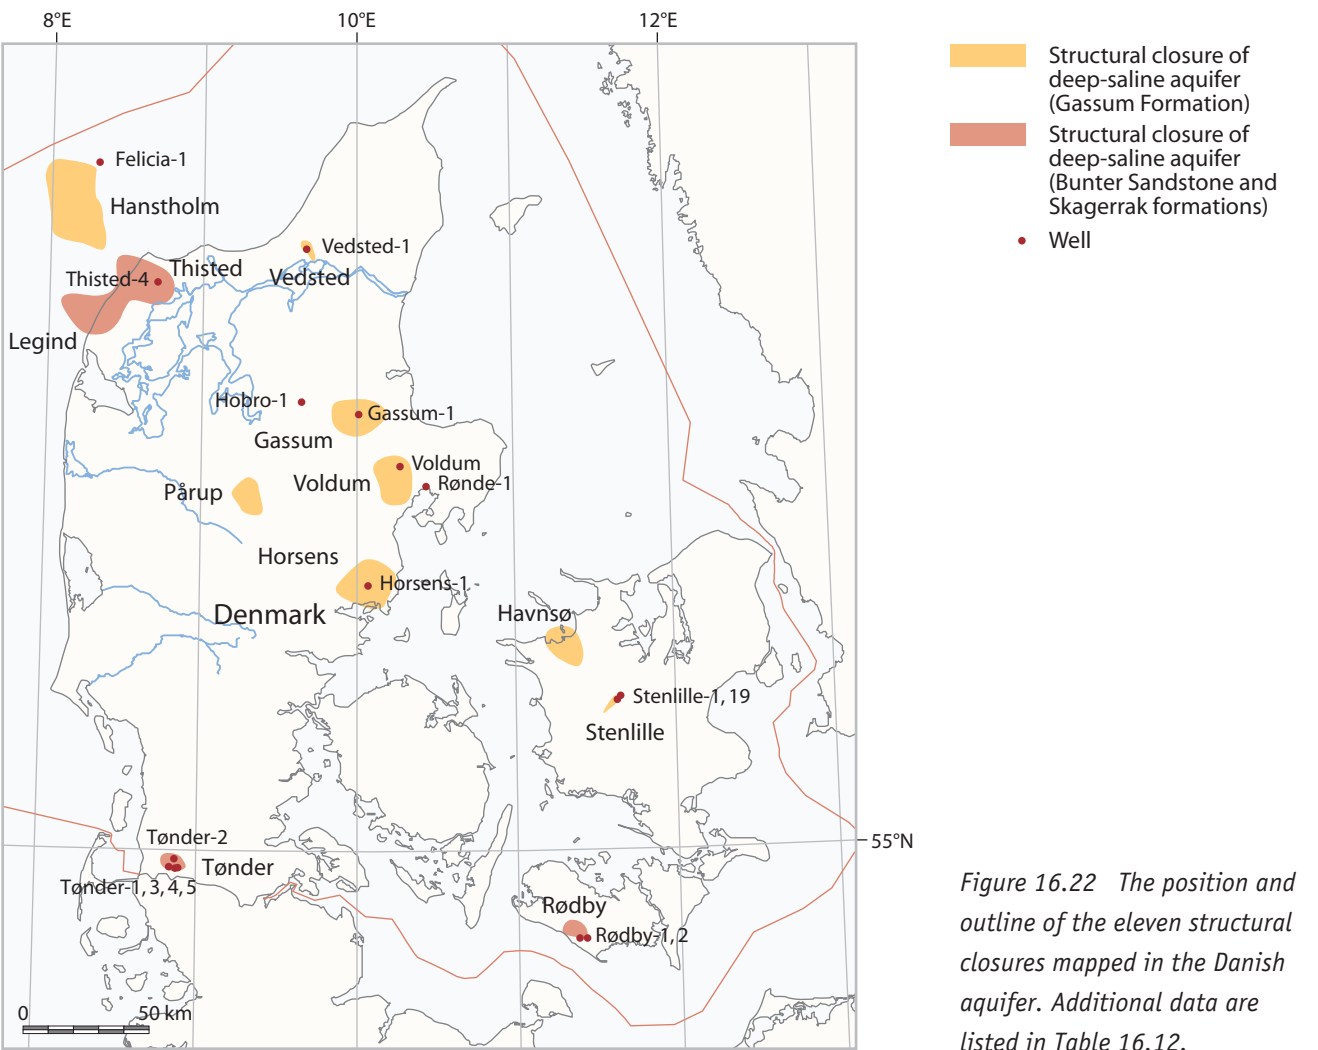 8°E
10°E
12°E
Felicia-1
Hanstholm
Vedsted-1
Vedsted
Thisted
Thisted-4
Legind
Hobro-1
Gassum-1
Gassum
Voldum
Voldum
Rønde-1
Pårup
Horsens
Horsens-1
Denmark
Havnsø
Stenlille-1, 19
Stenlille
Tønder-2
55°N
Tønder
Tønder-1, 3, 4, 5
Rødby
Rødby-1, 2
0
50 km
Structural closure of
deep-saline aquifer
(Gassum Formation)
Structural closure of
deep-saline aquifer
(Bunter Sandstone and
Skagerrak formations)
Well
Figure 16.22 The position and
outline of the eleven structural
closures mapped in the Danish
aquifer. Additional data are
listed in Table 16.12.